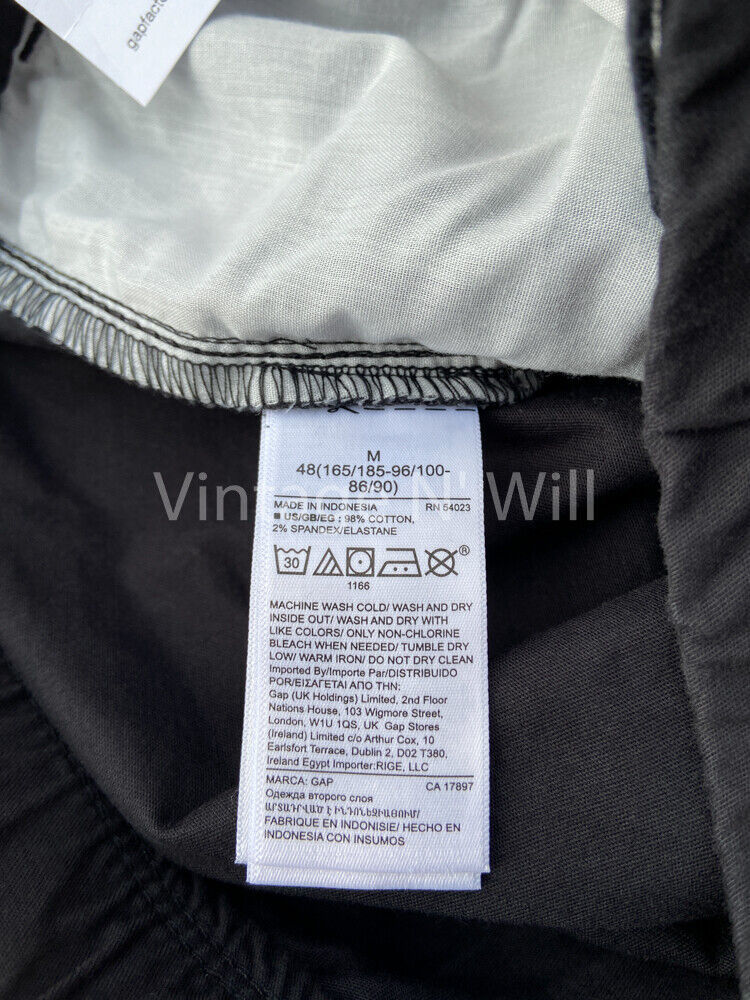 gapfacto
M
48(165/185-96/100-
86/90)
MADE IN INDONESIA RN 54023
■ US/GB/EG : 98% COTTON,
2% SPANDEX/ELASTANE
30
®
1166
MACHINE WASH COLD/ WASH AND DRY
INSIDE OUT/ WASH AND DRY WITH
LIKE COLORS/ ONLY NON-CHLORINE
BLEACH WHEN NEEDED/ TUMBLE DRY
LOW/ WARM IRON/ DO NOT DRY CLEAN
Imported By/Importe Par/DISTRIBUIDO
POR/ΕΙΣΑΓΕΤΑΙ ΑΠΟ ΤΗΝ:
Gap (UK Holdings) Limited, 2nd Floor
Nations House, 103 Wigmore Street,
London, W1U 1QS, UK Gap Stores
(Ireland) Limited c/o Arthur Cox, 10
Earlsfort Terrace, Dublin 2, D02 T380,
Ireland Egypt Importer:RIGE, LLC
MARCA: GAP CA 17897
Одежда второго слоя
ԱՐՏԱԴՐՎԱԾ Է ԻՆԴՈՆԵԶԻԱՅՈՒՄ/
FABRIQUE EN INDONISIE/ HECHO EN
INDONESIA CON INSUMOS
Vintage N' Will